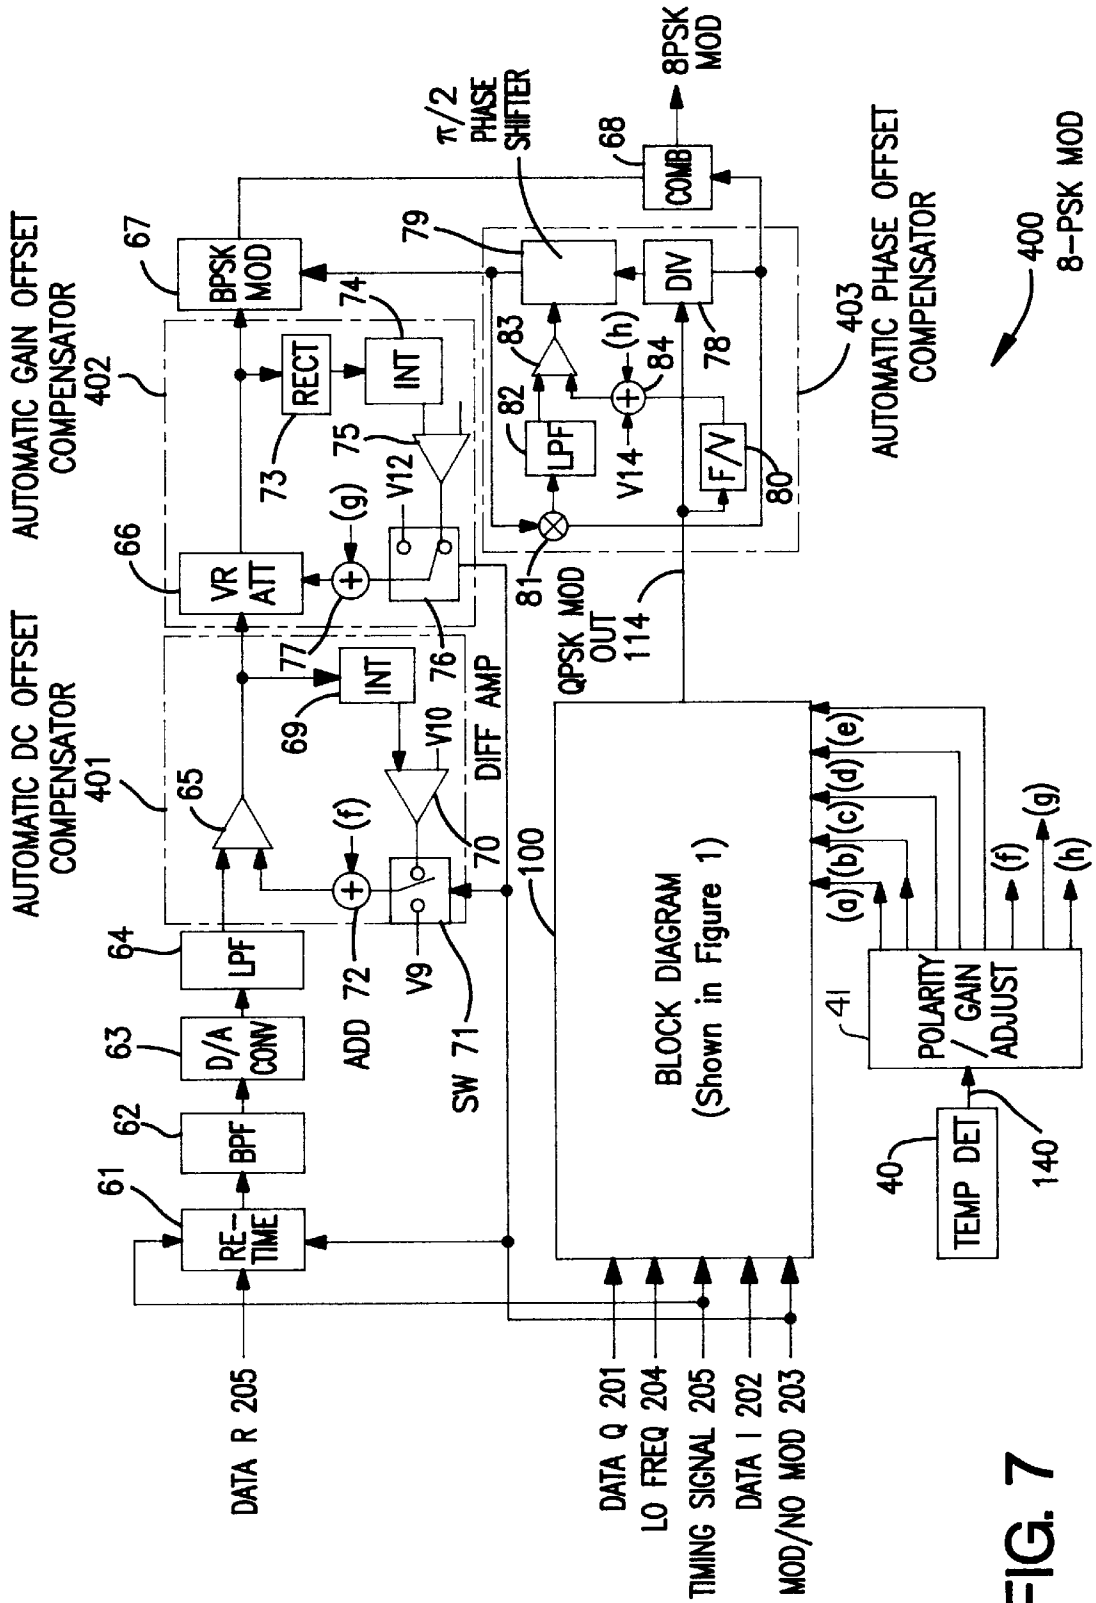 AUTOMATIC DC OFFSET
COMPENSATOR
401
AUTOMATIC GAIN OFFSET
COMPENSATOR
402
DATA R 205
61
RE-
TIME
62
BPF
63
D/A
CONV
64
LPF
65
66
VR
ATT
67
BPSK
MOD
ADD 72
(f)
69
INT
70
V10
V9
SW 71
DIFF AMP
77
(g)
76
V12
75
73
RECT
74
INT
π/2
PHASE
SHIFTER
79
83
82
LPF
81
V14
(h)
84
DIV
78
F/V
80
68
COMB
8PSK
MOD
403
AUTOMATIC PHASE OFFSET
COMPENSATOR
QPSK MOD
OUT
114
100
BLOCK DIAGRAM
(Shown in Figure 1)
DATA Q 201
LO FREQ 204
TIMING SIGNAL 205
DATA I 202
MOD/NO MOD 203
(a)
(b)
(c)
(d)
(e)
40
TEMP DET
140
41
POLARITY
/ GAIN
ADJUST
(f)
(g)
(h)
400
8-PSK MOD
FIG. 7